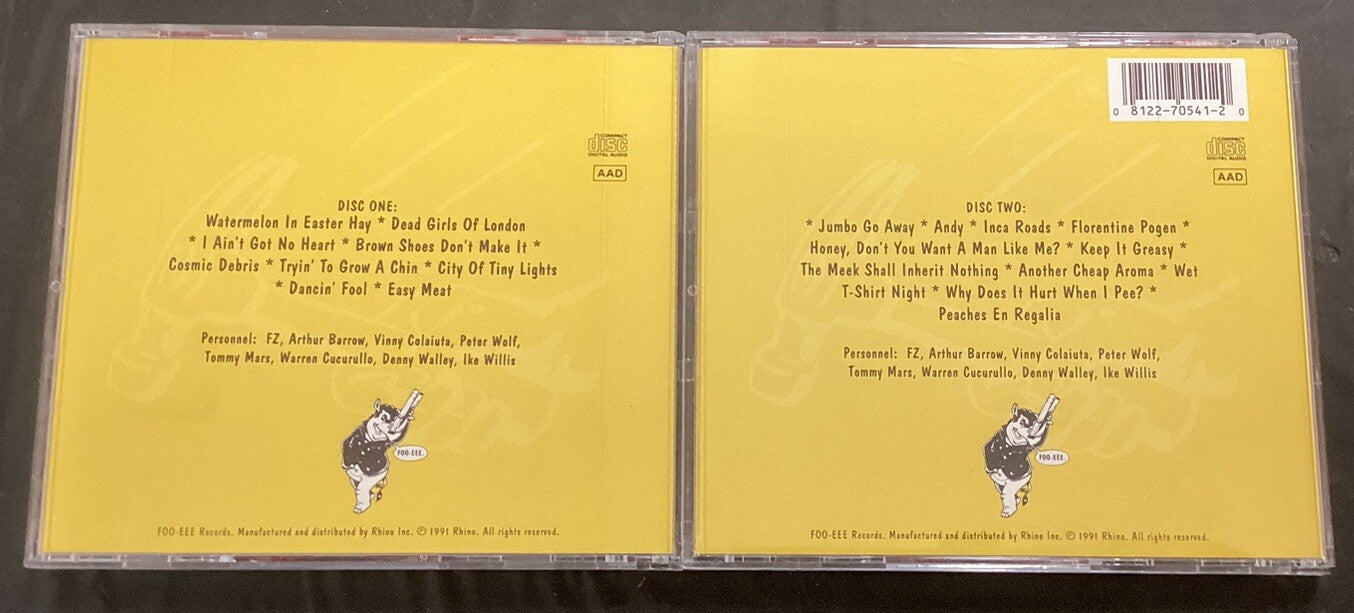 COMPACT
disc
DIGITAL AUDIO
AAD
DISC ONE:
Watermelon In Easter Hay * Dead Girls Of London
* I Ain't Got No Heart * Brown Shoes Don't Make It *
Cosmic Debris * Tryin' To Grow A Chin * City Of Tiny Lights
* Dancin' Fool * Easy Meat
Personnel: FZ, Arthur Barrow, Vinny Colaiuta, Peter Wolf,
Tommy Mars, Warren Cucurullo, Denny Walley, Ike Willis
FOO-EEE.
FOO-EEE Records. Manufactured and distributed by Rhino Inc. ℗ 1991 Rhino. All rights reserved.
0 8122-70541-2 0
COMPACT
disc
DIGITAL AUDIO
AAD
DISC TWO:
* Jumbo Go Away * Andy * Inca Roads * Florentine Pogen *
Honey, Don't You Want A Man Like Me? * Keep It Greasy *
The Meek Shall Inherit Nothing * Another Cheap Aroma * Wet
T-Shirt Night * Why Does It Hurt When I Pee? *
Peaches En Regalia
Personnel: FZ, Arthur Barrow, Vinny Colaiuta, Peter Wolf,
Tommy Mars, Warren Cucurullo, Denny Walley, Ike Willis
FOO-EEE.
FOO-EEE Records. Manufactured and distributed by Rhino Inc. ℗ 1991 Rhino. All rights reserved.